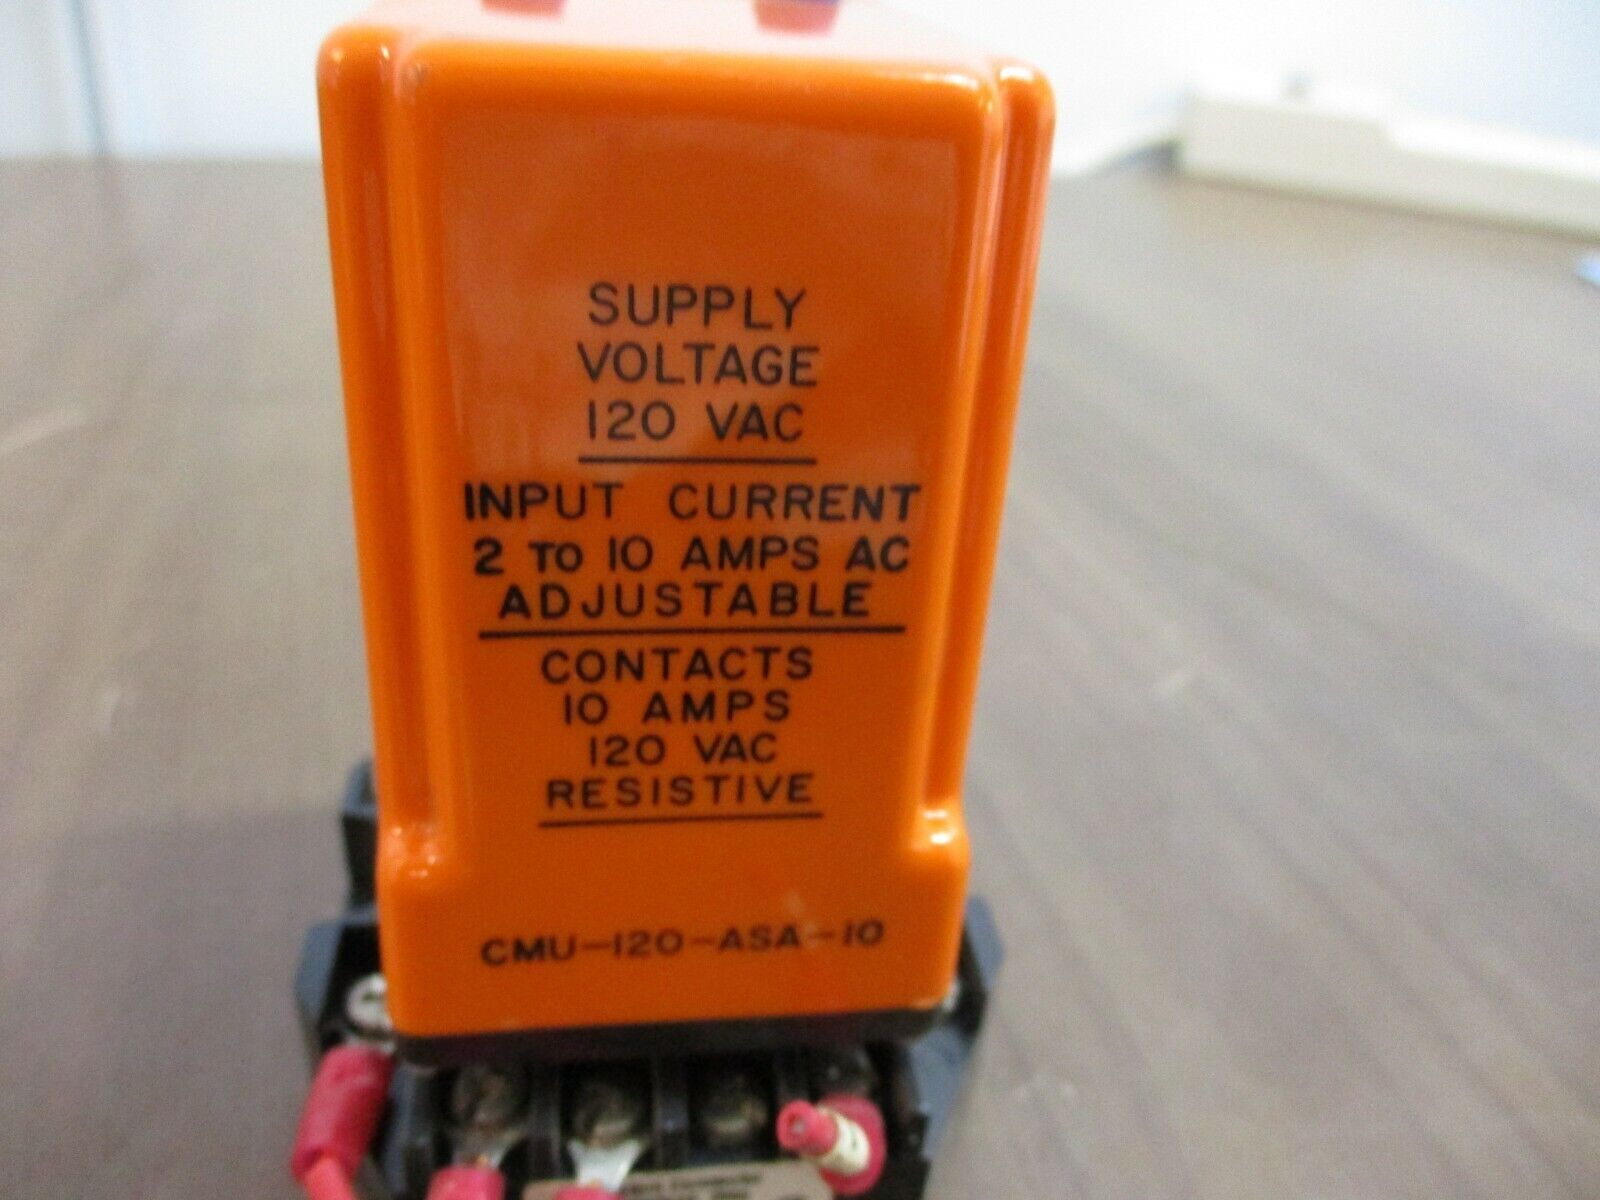 SUPPLY
VOLTAGE
120 VAC
INPUT CURRENT
2 TO 10 AMPS AC
ADJUSTABLE
CONTACTS
10 AMPS
120 VAC
RESISTIVE
CMU-120-ASA-10